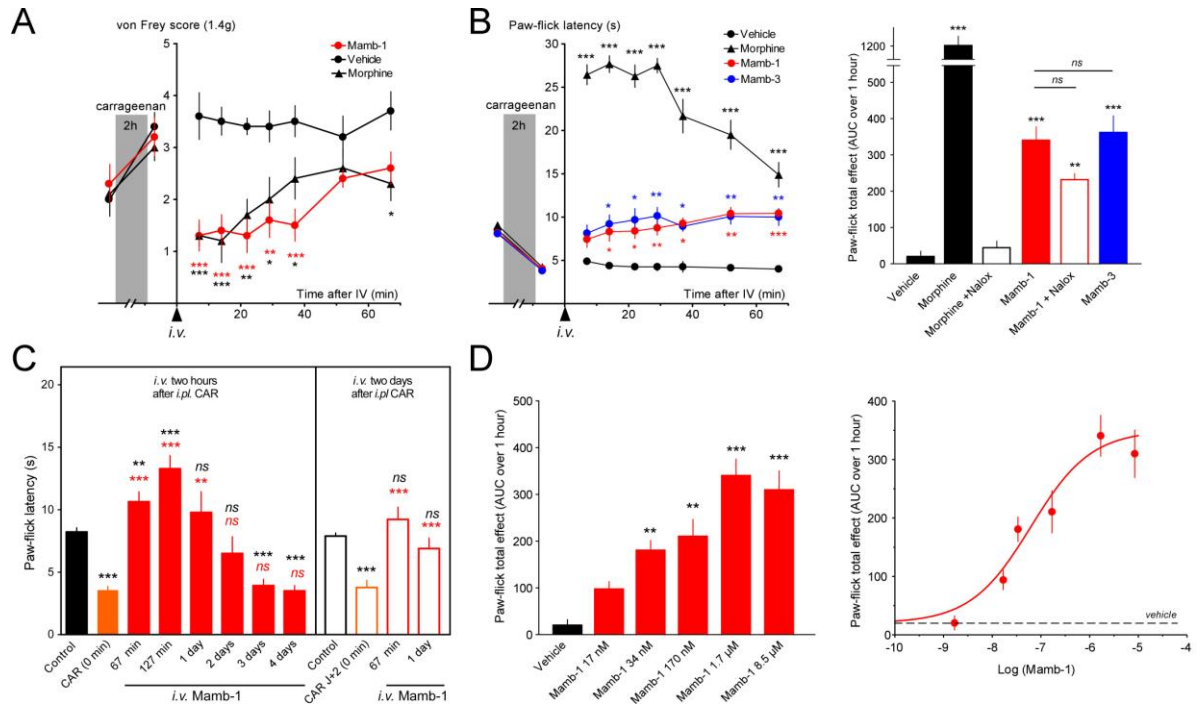 A
von Frey score (1.4g)
Mamb-1
Vehicle
Morphine
5
4
3
2
1
carrageenan
2h
***
***
***
***
***
**
**
*
*
*
Time after IV (min)
20
40
60
i.v.
B
Paw-flick latency (s)
Vehicle
Morphine
Mamb-1
Mamb-3
30
25
20
15
10
5
carrageenan
2h
*** *** *** *** *** *** ***
* * ** * ** **
* * ** * ** ***
Time after IV (min)
20
40
60
i.v.
Paw-flick total effect (AUC over 1 hour)
1200
500
400
300
200
100
0
***
ns
ns
***
**
***
Vehicle
Morphine
Morphine +Nalox
Mamb-1
Mamb-1 + Nalox
Mamb-3
C
Paw-flick latency (s)
20
15
10
5
0
i.v. two hours
after i.pl. CAR
i.v. two days
after i.pl CAR
***
**
***
***
***
ns
**
ns
ns
***
ns
***
ns
***
ns
***
ns
***
Control
CAR (0 min)
67 min
127 min
1 day
2 days
3 days
4 days
Control
CAR J+2 (0 min)
67 min
1 day
i.v. Mamb-1
i.v. Mamb-1
D
Paw-flick total effect (AUC over 1 hour)
500
400
300
200
100
0
**
**
***
***
Vehicle
Mamb-1 17 nM
Mamb-1 34 nM
Mamb-1 170 nM
Mamb-1 1.7 µM
Mamb-1 8.5 µM
Paw-flick total effect (AUC over 1 hour)
400
300
200
100
0
vehicle
-10
-9
-8
-7
-6
-5
-4
Log (Mamb-1)